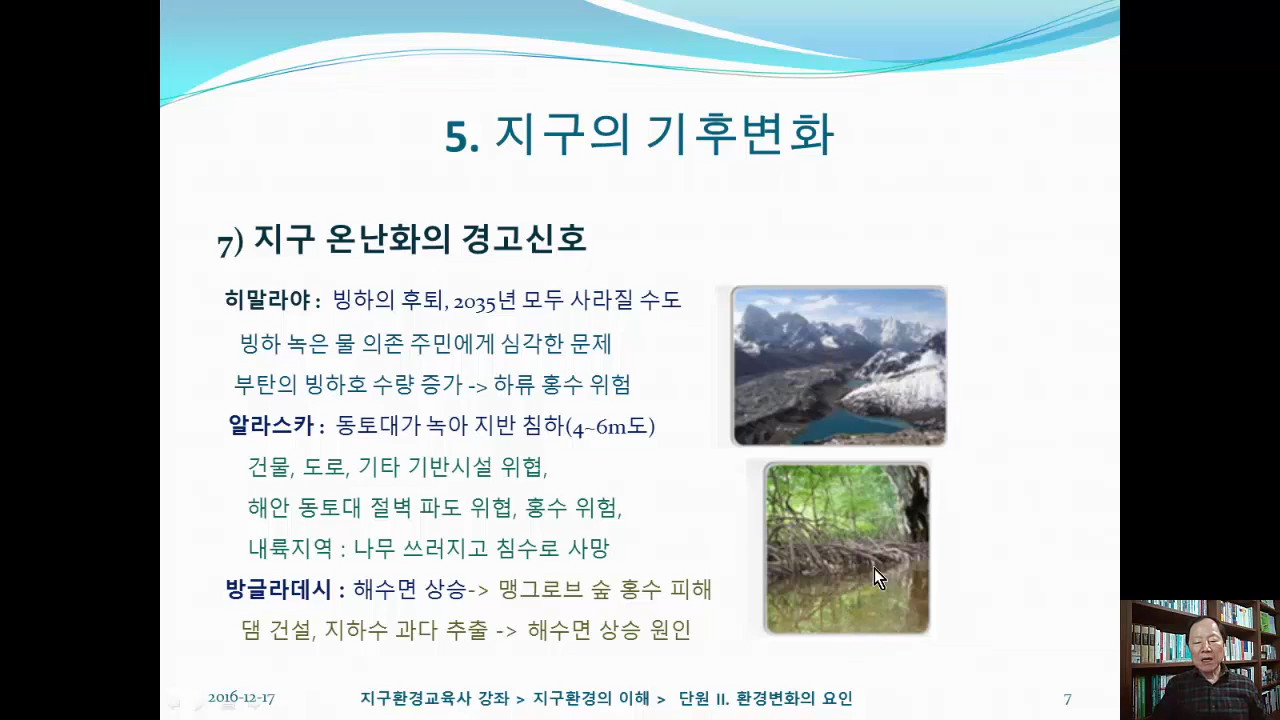 5. 지구의 기후변화
7) 지구 온난화의 경고신호
히말라야 : 빙하의 후퇴, 2035년 모두 사라질 수도
빙하 녹은 물 의존 주민에게 심각한 문제
부탄의 빙하호 수량 증가 -> 하류 홍수 위험
알라스카 : 동토대가 녹아 지반 침하(4~6m도)
건물, 도로, 기타 기반시설 위협,
해안 동토대 절벽 파도 위협, 홍수 위험,
내륙지역 : 나무 쓰러지고 침수로 사망
방글라데시 : 해수면 상승-> 맹그로브 숲 홍수 피해
댐 건설, 지하수 과다 추출 -> 해수면 상승 원인
2016-12-17 지구환경교육사 강좌 > 지구환경의 이해 > 단원 II. 환경변화의 요인 7